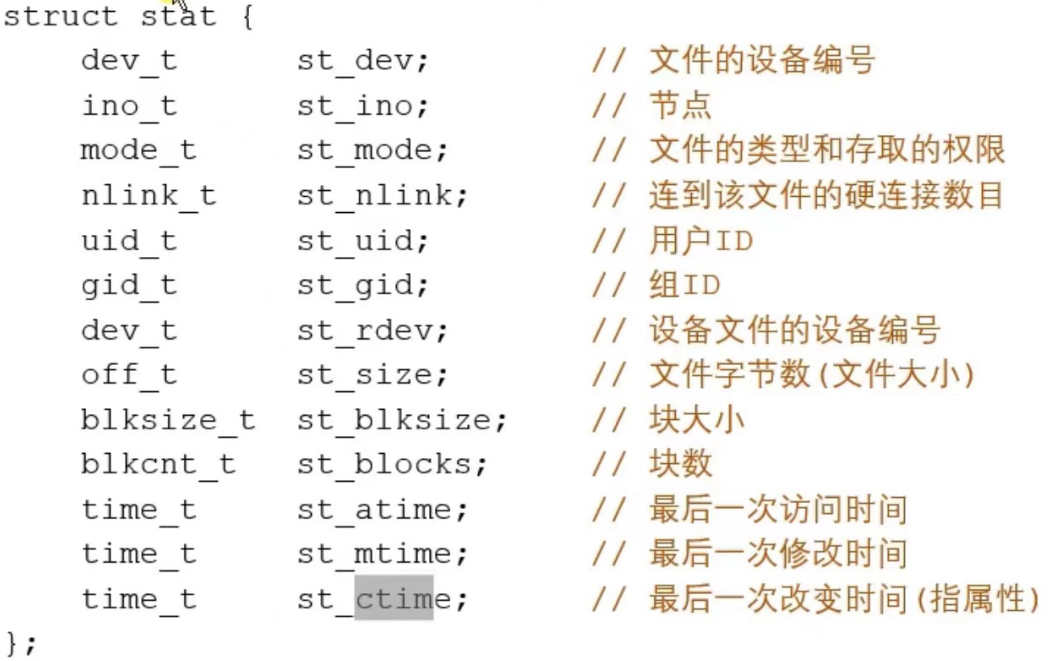 struct stat {
dev_t st_dev; // 文件的设备编号
ino_t st_ino; // 节点
mode_t st_mode; // 文件的类型和存取的权限
nlink_t st_nlink; // 连到该文件的硬连接数目
uid_t st_uid; // 用户ID
gid_t st_gid; // 组ID
dev_t st_rdev; // 设备文件的设备编号
off_t st_size; // 文件字节数(文件大小)
blksize_t st_blksize; // 块大小
blkcnt_t st_blocks; // 块数
time_t st_atime; // 最后一次访问时间
time_t st_mtime; // 最后一次修改时间
time_t st_ctime; // 最后一次改变时间(指属性)
};